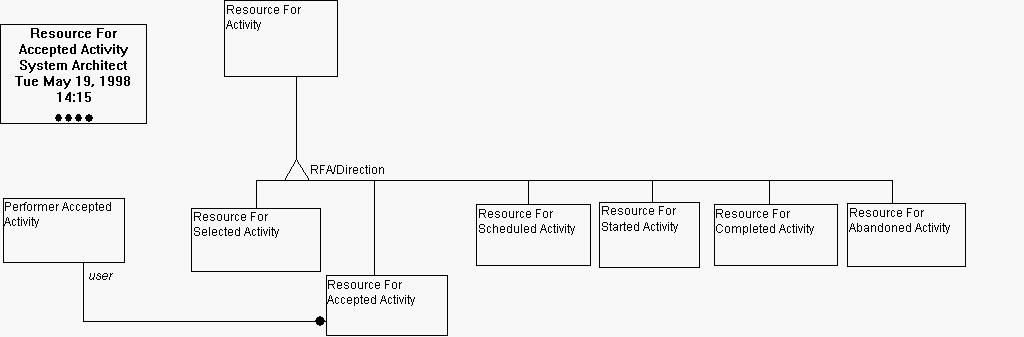 Resource For
Activity
Resource For
Accepted Activity
System Architect
Tue May 19, 1998
14:15
RFA/Direction
Performer Accepted
Activity
Resource For
Selected Activity
Resource For
Scheduled Activity
Resource For
Started Activity
Resource For
Completed Activity
Resource For
Abandoned Activity
user
Resource For
Accepted Activity